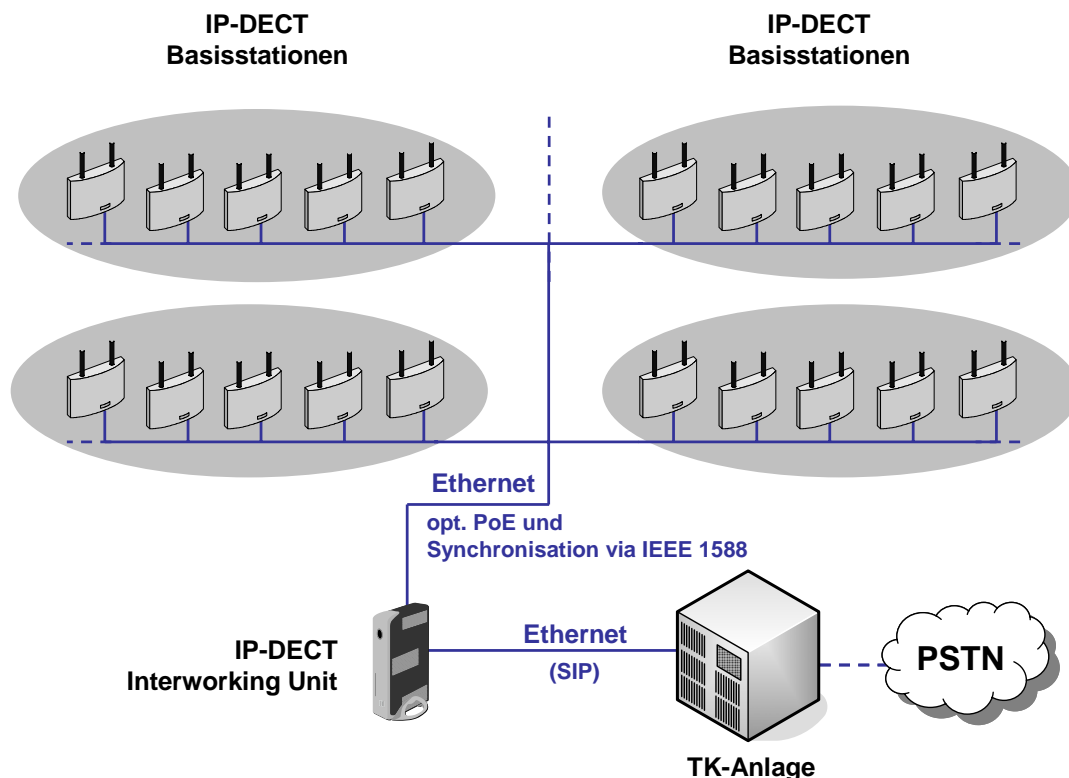 IP-DECT
Basisstationen
IP-DECT
Basisstationen
Ethernet
opt. PoE und
Synchronisation via IEEE 1588
IP-DECT
Interworking Unit
Ethernet
(SIP)
PSTN
TK-Anlage